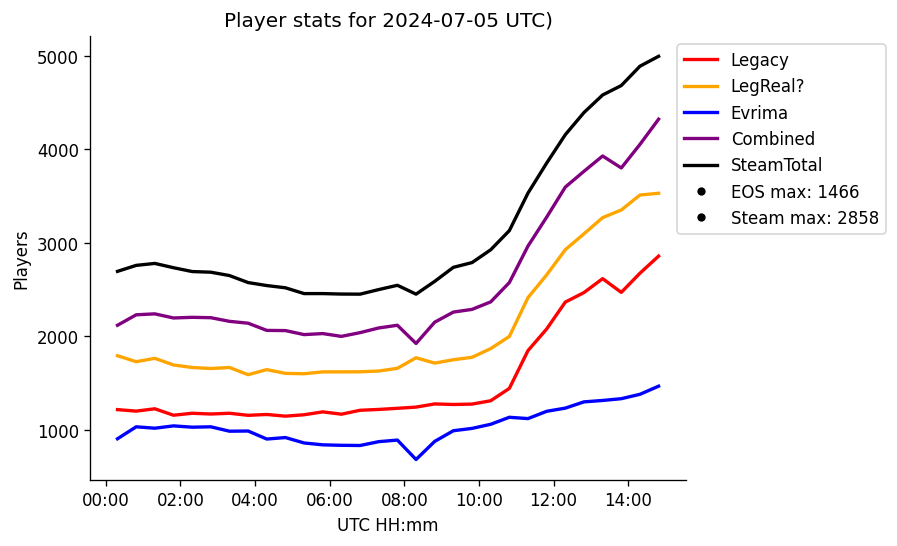 Player stats for 2024-07-05 UTC)
5000
4000
3000
2000
1000
Players
00:00 02:00 04:00 06:00 08:00 10:00 12:00 14:00
UTC HH:mm
Legacy
LegReal?
Evrima
Combined
SteamTotal
EOS max: 1466
Steam max: 2858